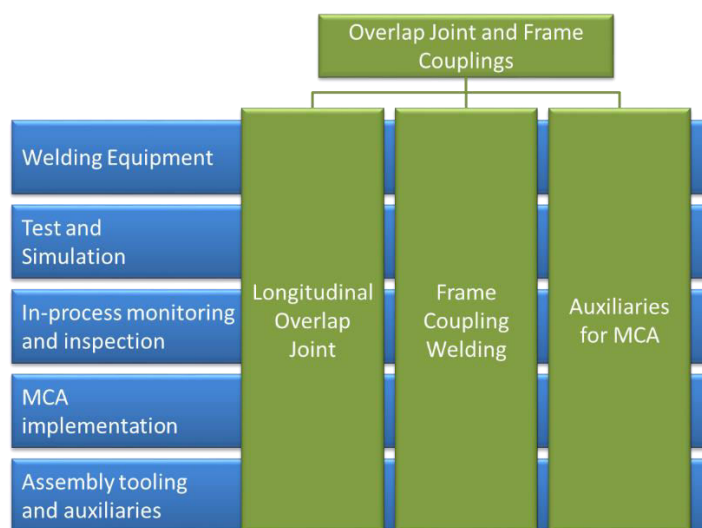 Overlap Joint and Frame
Couplings
Welding Equipment
Test and
Simulation
In-process monitoring
and inspection
MCA
implementation
Assembly tooling
and auxiliaries
Longitudinal
Overlap
Joint
Frame
Coupling
Welding
Auxiliaries
for MCA